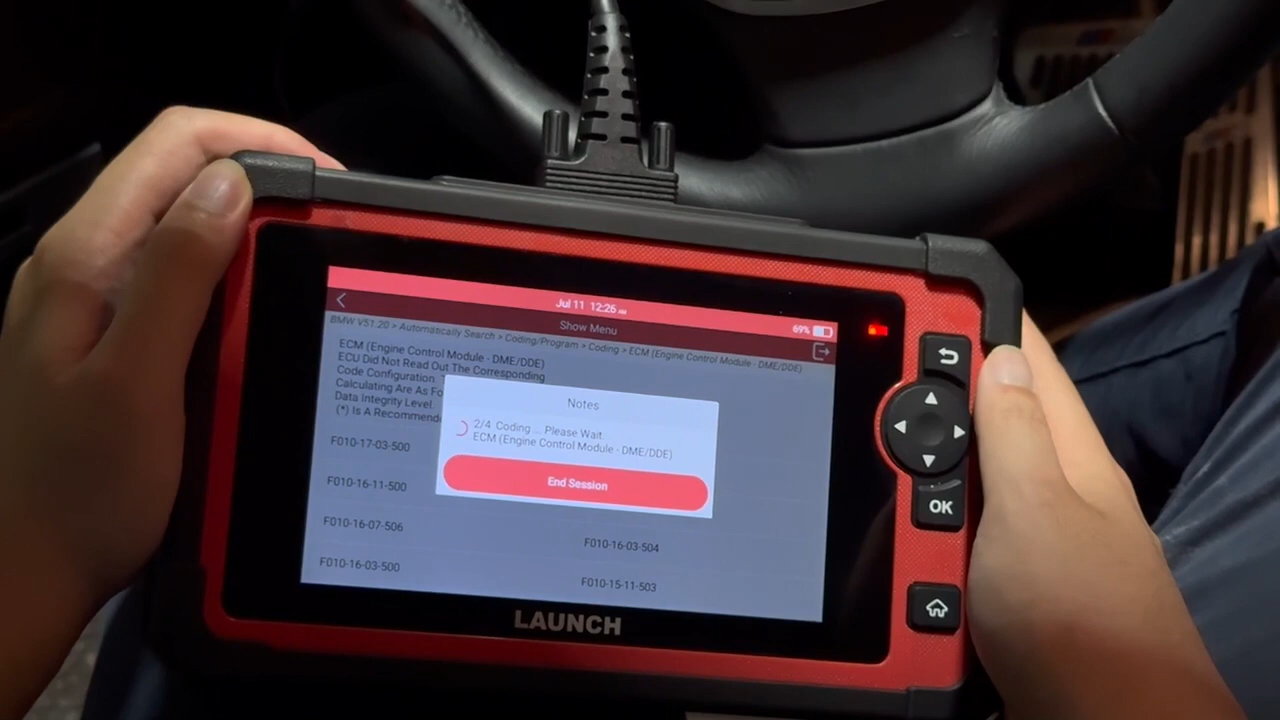 Jul 11 12:26 AM
69%
Show Menu
BMW V51.20 > Automatically Search > Coding/Program > Coding > ECM (Engine Control Module - DME/DDE)
ECM (Engine Control Module - DME/DDE)
ECU Did Not Read Out The Corresponding
Code Configuration.
Calculating Are As Fo
Data Integrity Level.
(*) Is A Recommend
Notes
2/4 Coding ... Please Wait.
ECM (Engine Control Module - DME/DDE)
End Session
F010-17-03-500
F010-16-11-500
F010-16-07-506
F010-16-03-504
F010-16-03-500
F010-15-11-503
OK
LAUNCH